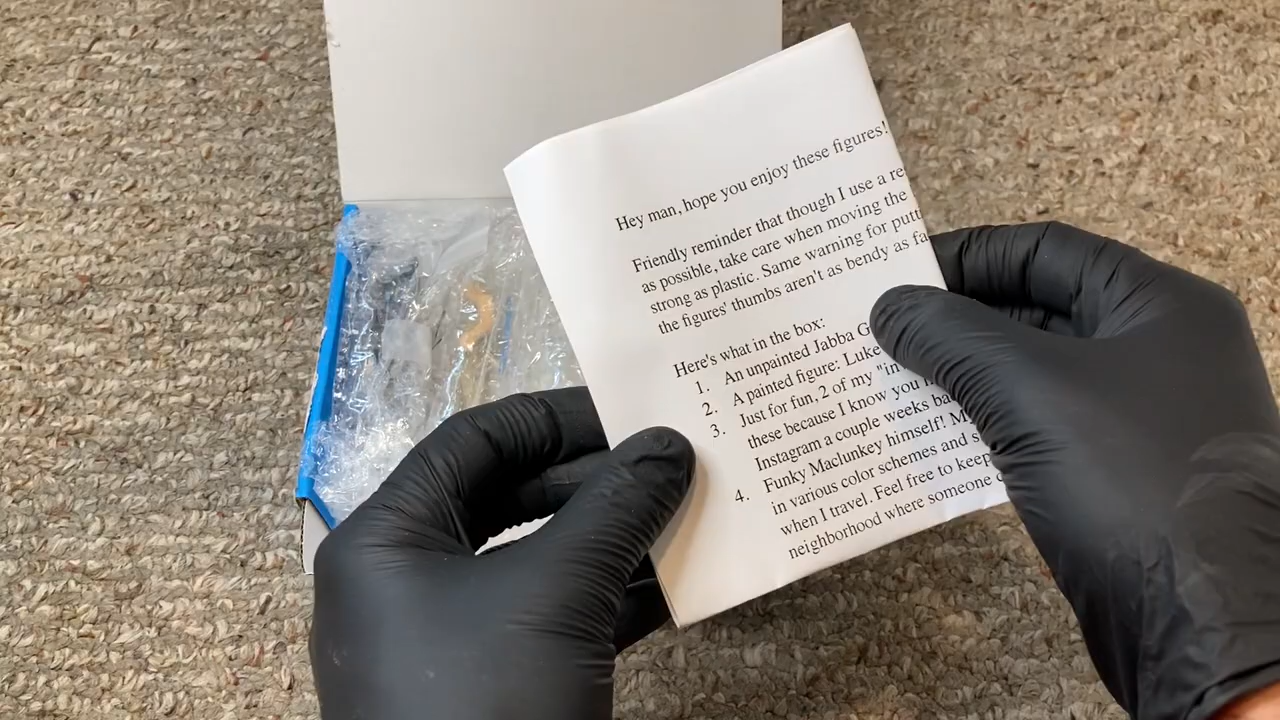 Hey man, hope you enjoy these figures!
Friendly reminder that though I use a re
as possible, take care when moving the
strong as plastic. Same warning for putt
the figures' thumbs aren't as bendy as fa
Here's what in the box:
1. An unpainted Jabba G
2. A painted figure: Luke
3. Just for fun, 2 of my "in
these because I know you
Instagram a couple weeks ba
4. Funky Maclunkey himself! M
in various color schemes and s
when I travel. Feel free to keep
neighborhood where someone